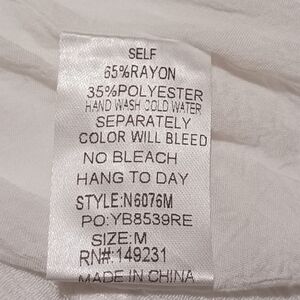 SELF
65%RAYON
35%POLYESTER
HAND WASH COLD WATER
SEPARATELY
COLOR WILL BLEED
NO BLEACH
HANG TO DAY
STYLE:N6076M
PO:YB8539RE
SIZE:M
RN#:149231
MADE IN CHINA